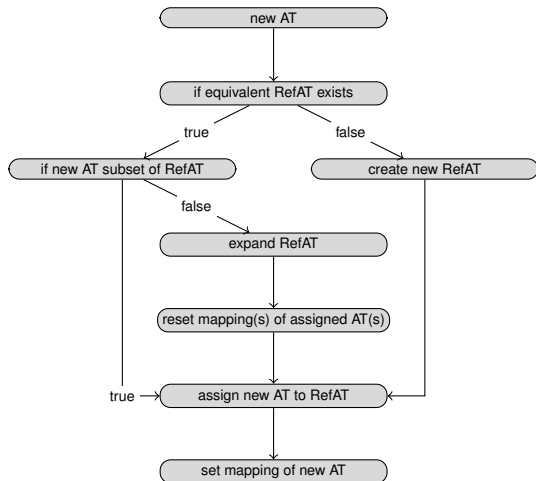 new AT
if equivalent RefAT exists
true
false
if new AT subset of RefAT
create new RefAT
false
expand RefAT
reset mapping(s) of assigned AT(s)
true
assign new AT to RefAT
set mapping of new AT